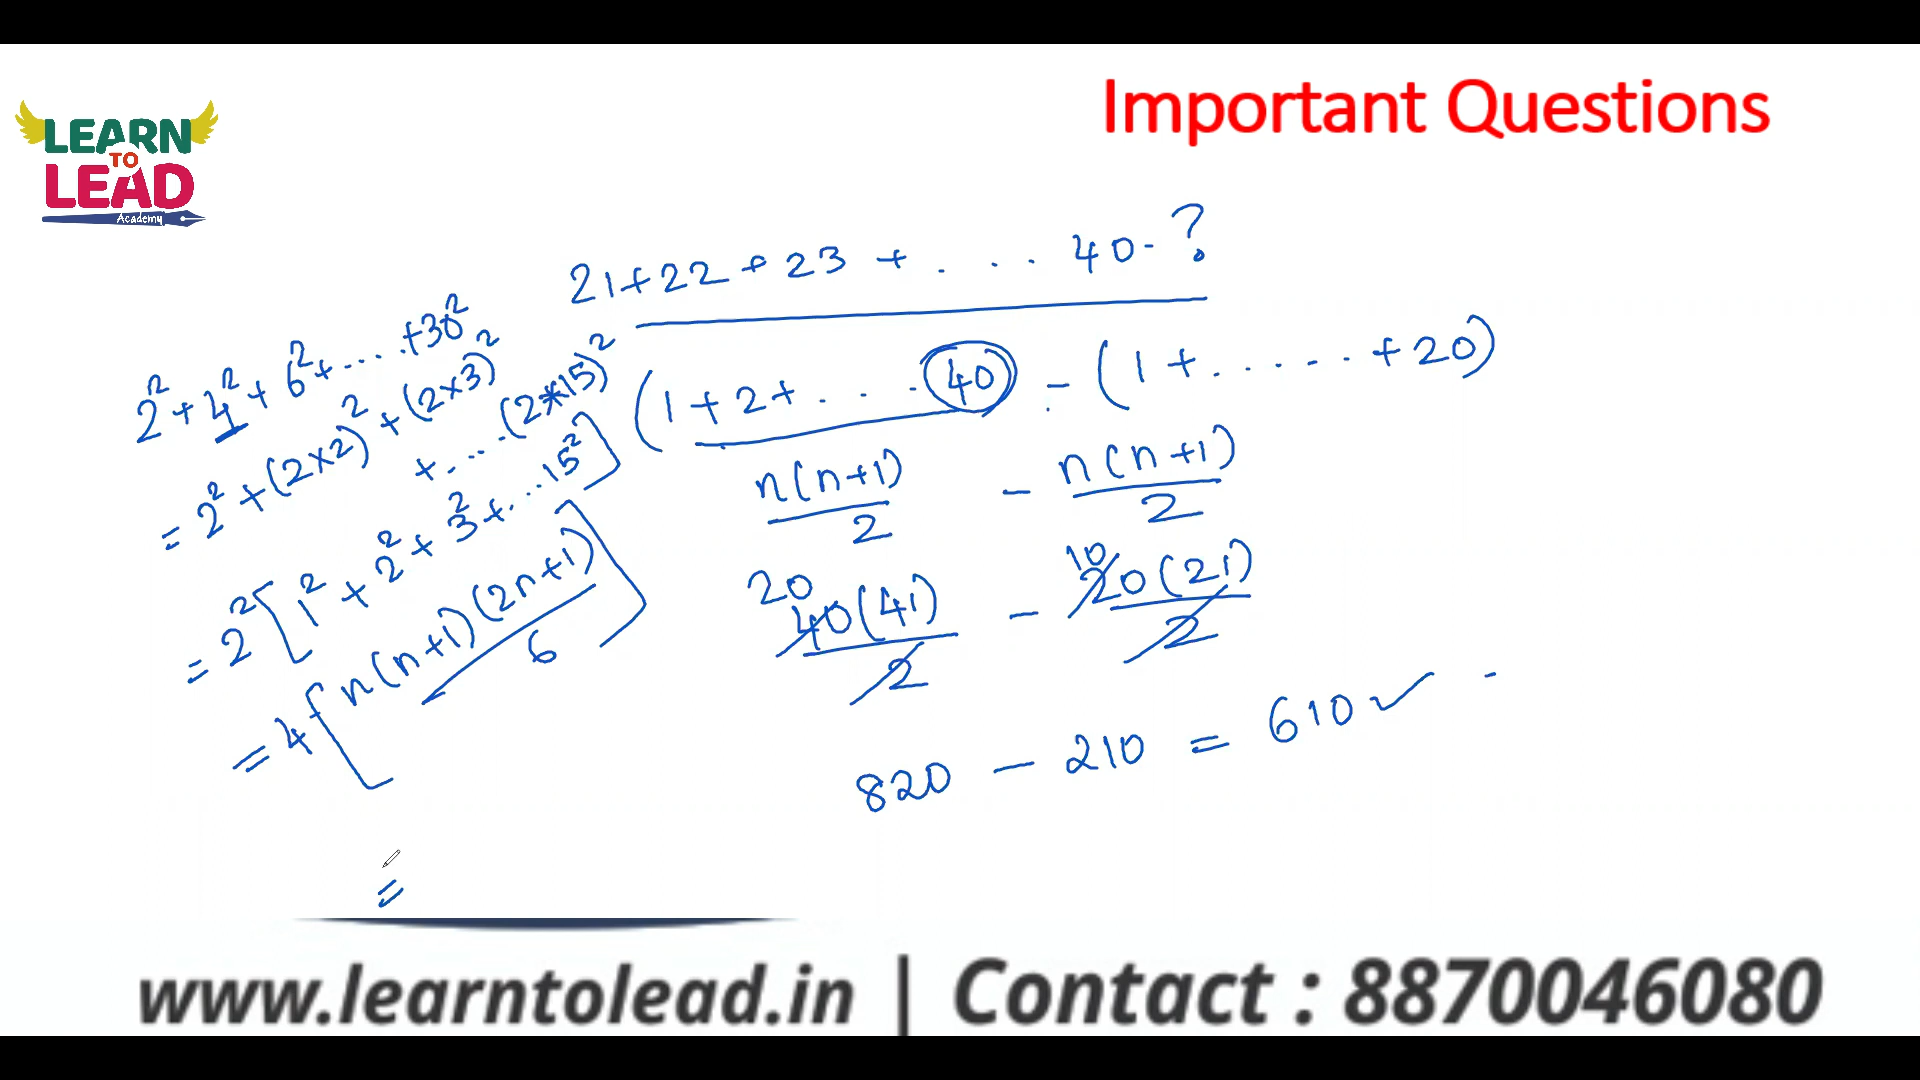 Important Questions
LEARN
TO
LEAD
Academy
21+22+23+ . . . 40-?
2²+4²+6²+.....+30²
=2²+(2×2)²+(2×3)²
+.....(2*15)²
=2²[1²+2²+3²+...15²]
=4[n(n+1)(2n+1)
6]
=
(1+2+.....40) - (1+.......+20)
n(n+1) - n(n+1)
2 2
20 10
40(41) - 20(21)
2 2
820 - 210 = 610✓
www.learntolead.in | Contact : 8870046080